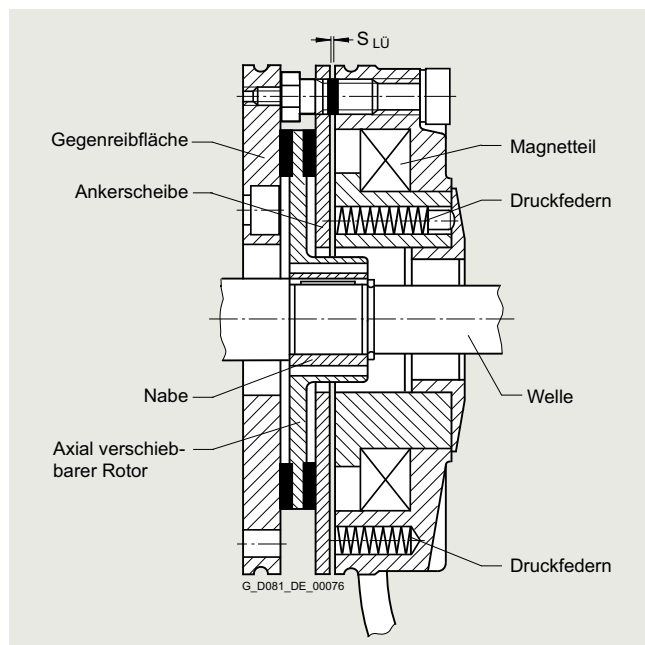 S LÜ
Gegenreibfläche
Magnetteil
Ankerscheibe
Druckfedern
Nabe
Welle
Axial verschieb-
barer Rotor
Druckfedern
G_D081_DE_00076